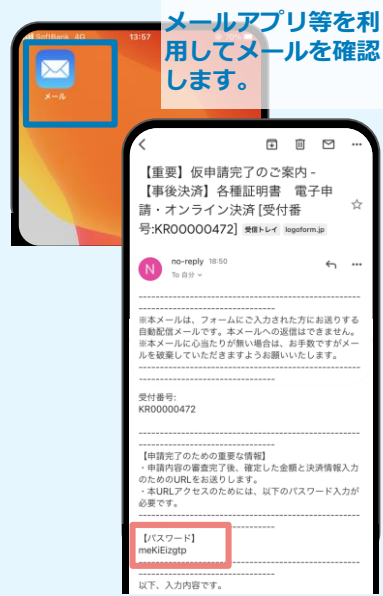 メールアプリ等を利
用してメールを確認
します。
SoftBank 4G
13:57
70%
メール
【重要】仮申請完了のご案内 -
【事後決済】各種証明書　電子申
請・オンライン決済 [受付番
号:KR00000472] 受信トレイ logoform.jp
N
no-reply 18:50
To 自分
--------------------------------------------------------
----------------------------------
※本メールは、フォームにご入力された方にお送りする
自動配信メールです。本メールへの返信はできません。
※本メールに心当たりが無い場合は、お手数ですがメー
ルを破棄していただきますようお願いいたします。
--------------------------------------------------------
----------------------------------
受付番号:
KR00000472
--------------------------------------------------------
----------------------------------
【申請完了のための重要な情報】
・申請内容の審査完了後、確定した金額と決済情報入力
のためのURLをお送りします。
・本URLアクセスのためには、以下のパスワード入力が
必要です。
--------------------------------------------------------
----------------------------------
【パスワード】
meKiEizgtp
--------------------------------------------------------
----------------------------------
以下、入力内容です。